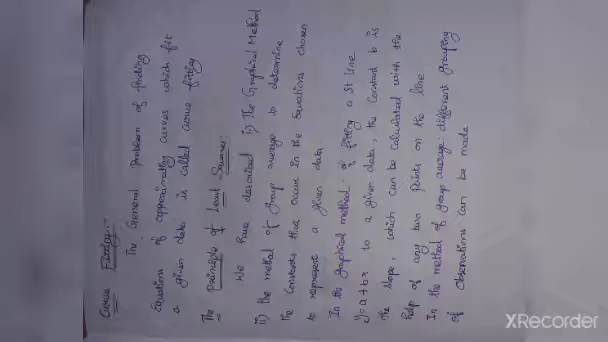 Curve Fitting:-
The General Problem of finding
Equations of approximating curves which fit
a given data is called curve fitting
The Principle of Least Squares:
We have described i) The Graphical Method
ii) the method of group average to determine
the Constants that occur in the Equations chosen
to represent a given data
In the graphical method: of fitting a St line
y=a+bx to a given data, the Constant b is
the slope, which can be calculated with the
help of any two points on the line
In the method of group average: different grouping
of Observations can be made
XRecorder